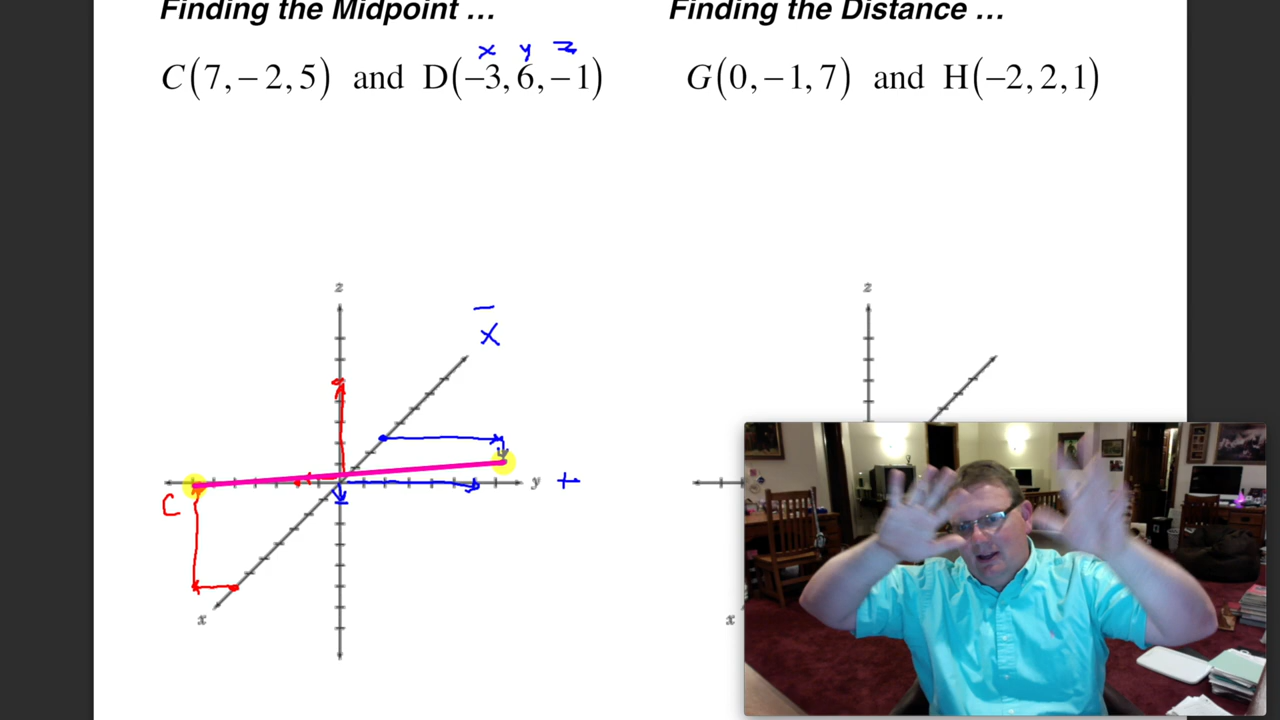 Finding the Midpoint ...
Finding the Distance ...
x y z
C(7,−2,5) and D(−3,6,−1)
G(0,−1,7) and H(−2,2,1)
z
z
−
x
y +
C
x
x